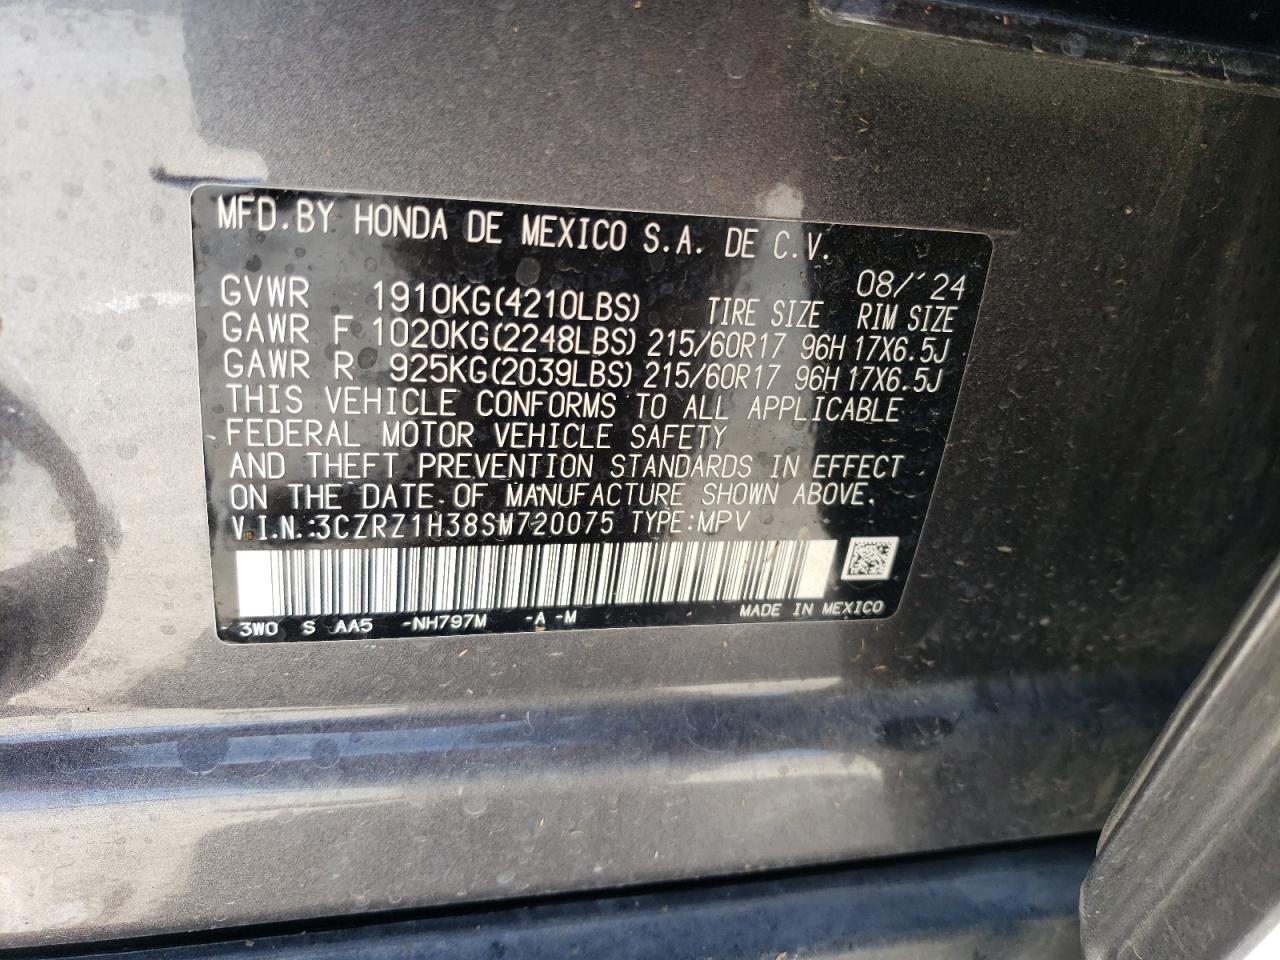 MFD.BY HONDA DE MEXICO S.A. DE C.V.
08/'24
GVWR 1910KG(4210LBS) TIRE SIZE RIM SIZE
GAWR F 1020KG(2248LBS) 215/60R17 96H 17X6.5J
GAWR R 925KG(2039LBS) 215/60R17 96H 17X6.5J
THIS VEHICLE CONFORMS TO ALL APPLICABLE
FEDERAL MOTOR VEHICLE SAFETY
AND THEFT PREVENTION STANDARDS IN EFFECT
ON THE DATE OF MANUFACTURE SHOWN ABOVE.
V.I.N.:3CZRZ1H38SM720075 TYPE:MPV
MADE IN MEXICO
3W0 S AA5 -NH797M -A -M